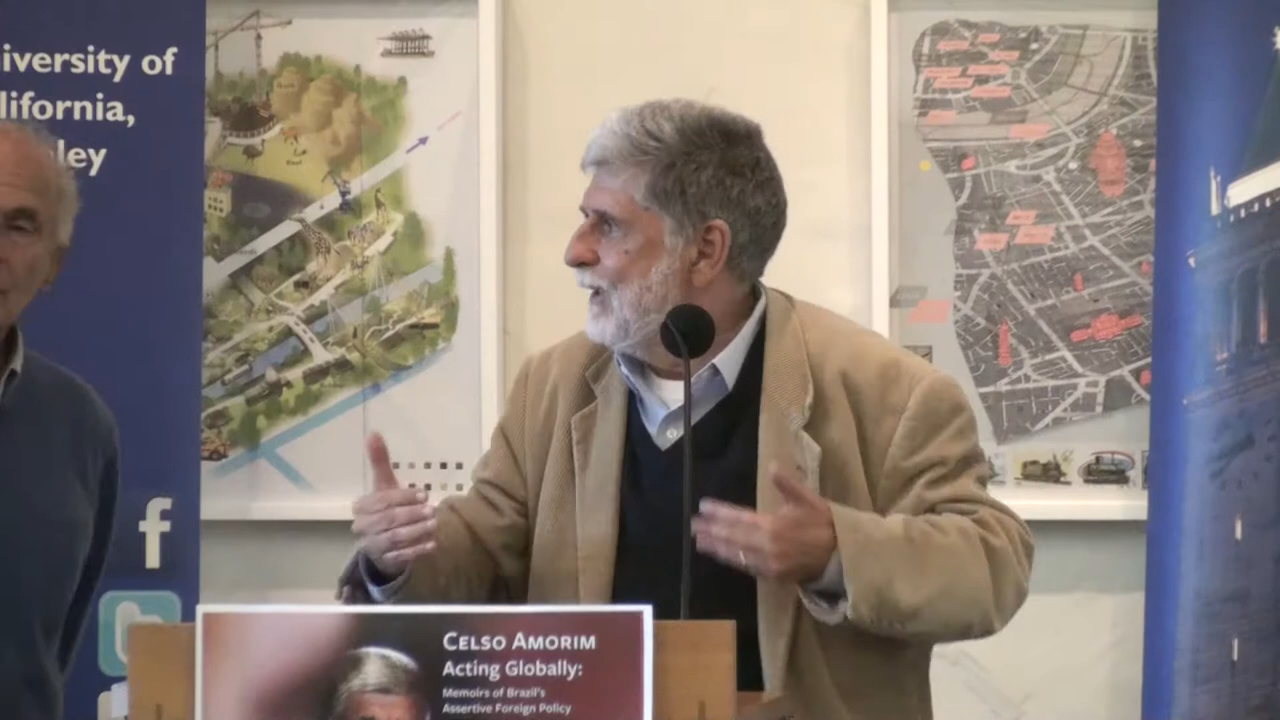 iversity of
lifornia,
ley
f
CELSO AMORIM
Acting Globally:
Memoirs of Brazil's
Assertive Foreign Policy